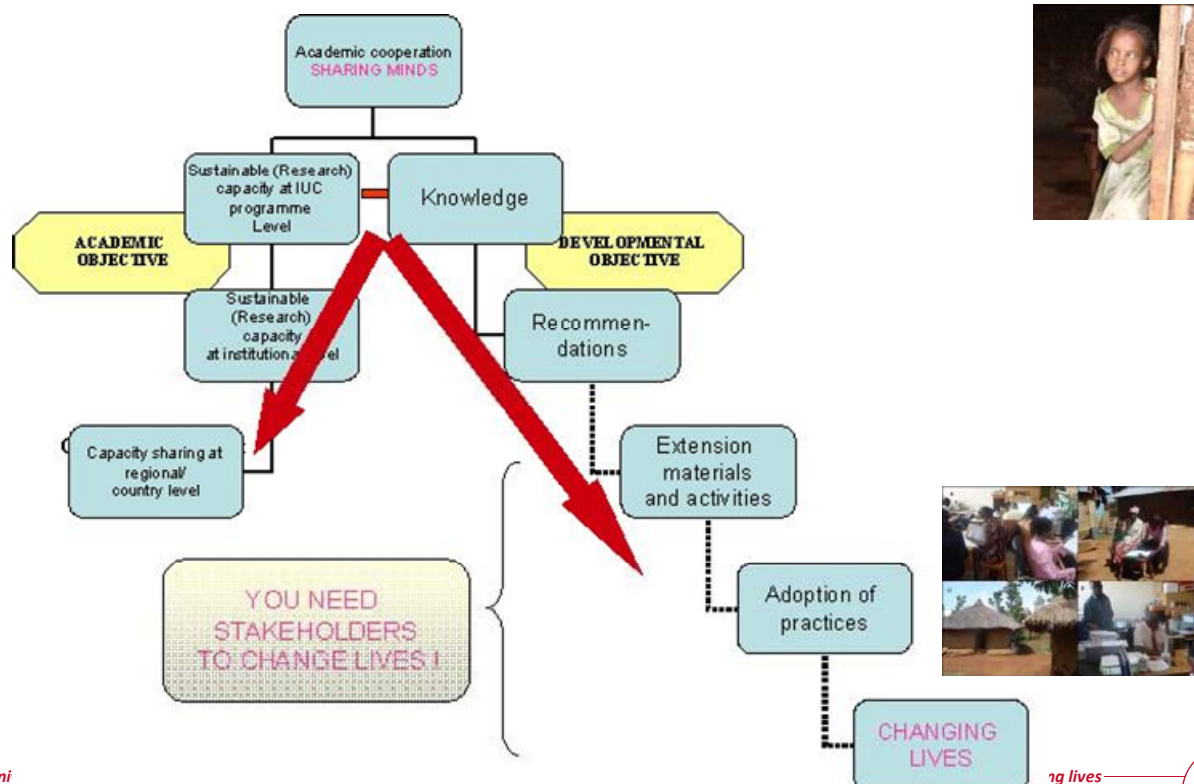 Academic cooperation
SHARING MINDS
Sustainable (Research)
capacity at IUC
programme
Level
Knowledge
ACADEMIC
OBJECTIVE
DEVELOPMENTAL
OBJECTIVE
Sustainable
(Research)
capacity
at institutional
Recommen-
dations
Capacity sharing at
regional/
country level
Extension
materials
and activities
YOU NEED
STAKEHOLDERS
TO CHANGE LIVES !
Adoption of
practices
CHANGING
LIVES
lives